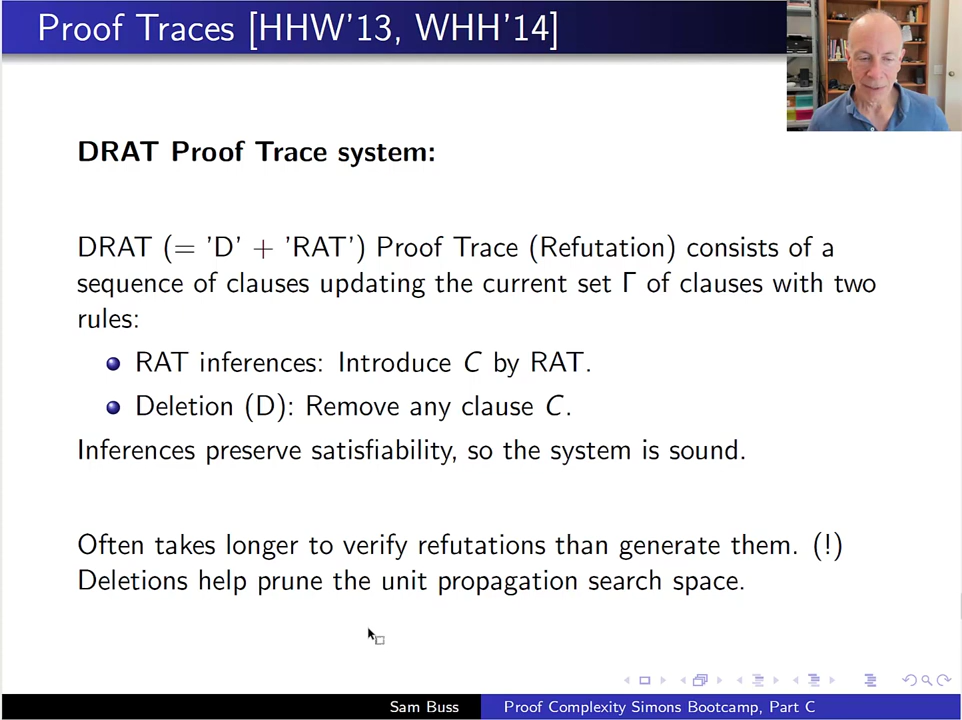 Proof Traces [HHW'13, WHH'14]
DRAT Proof Trace system:
DRAT (= 'D' + 'RAT') Proof Trace (Refutation) consists of a
sequence of clauses updating the current set Γ of clauses with two
rules:
RAT inferences: Introduce C by RAT.
Deletion (D): Remove any clause C.
Inferences preserve satisfiability, so the system is sound.
Often takes longer to verify refutations than generate them. (!)
Deletions help prune the unit propagation search space.
Sam Buss Proof Complexity Simons Bootcamp, Part C